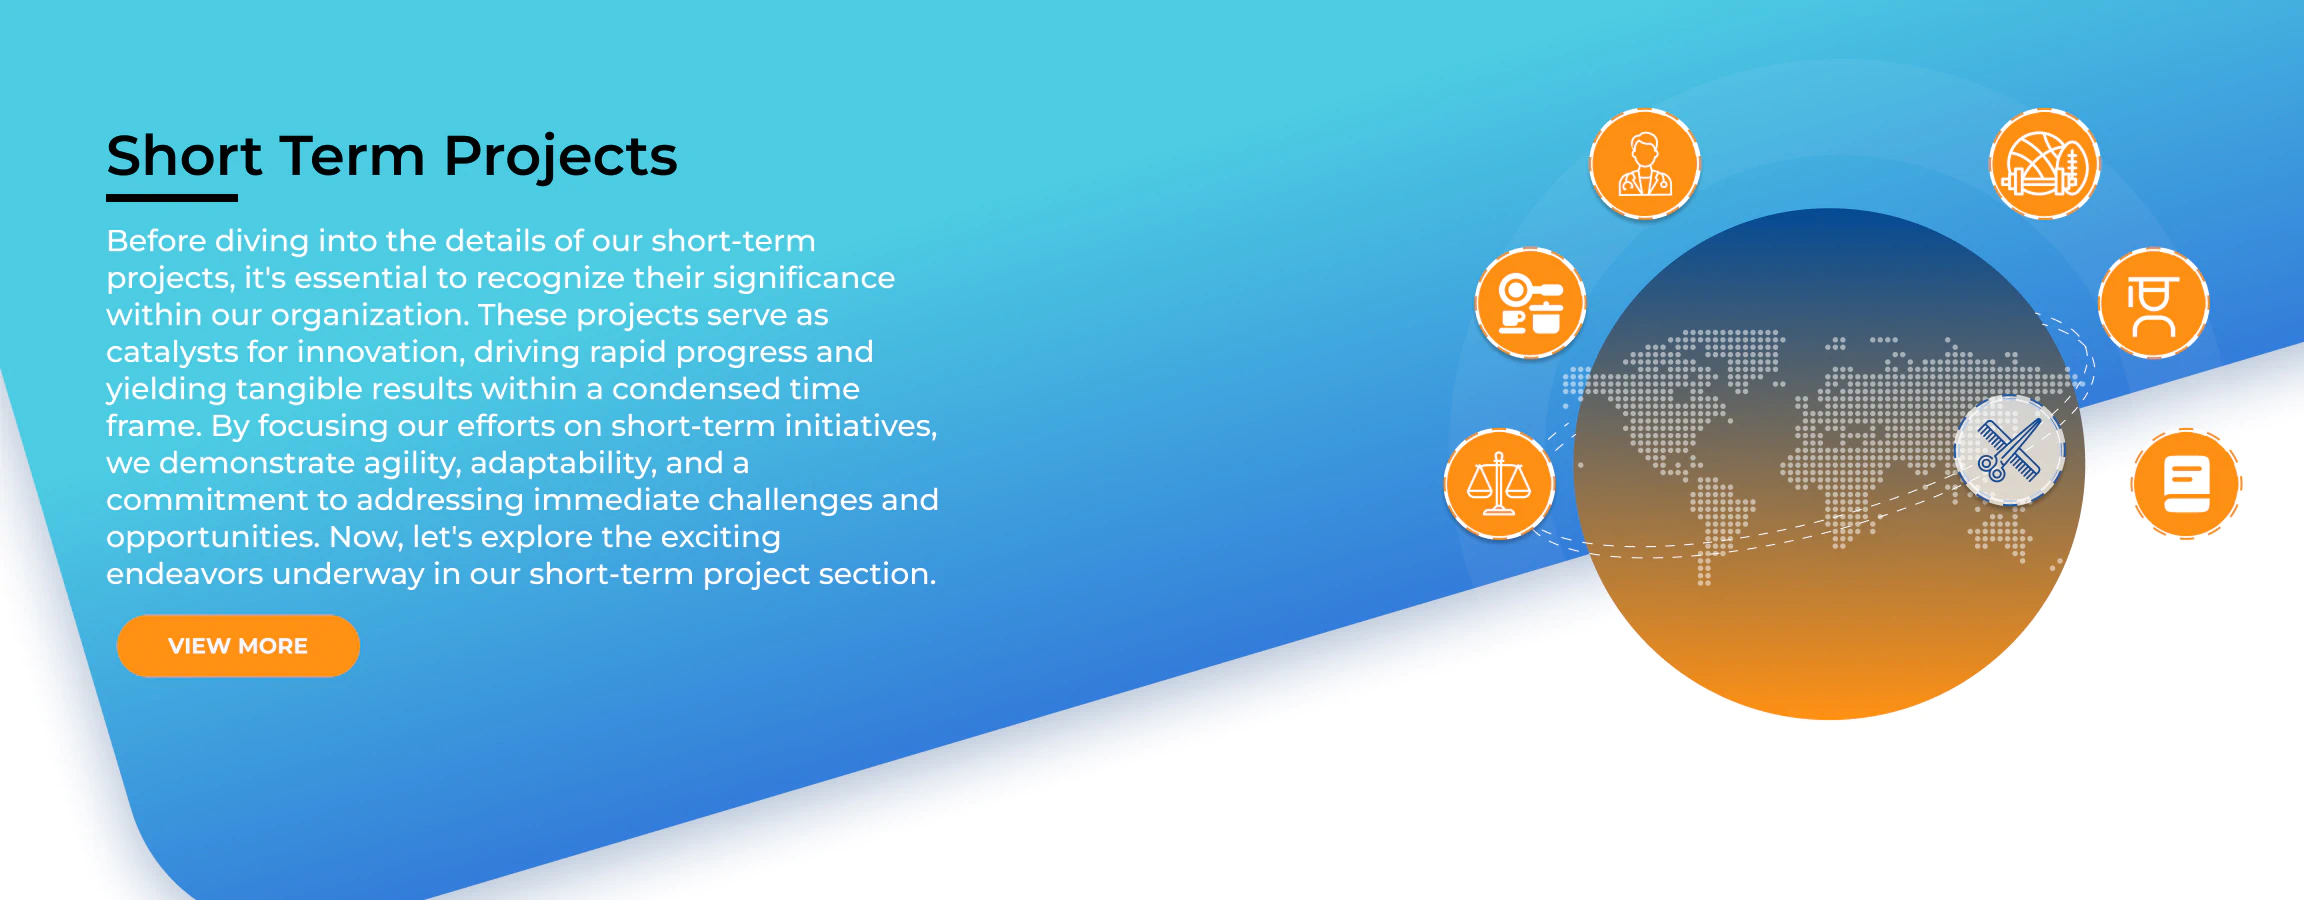 Short Term Projects
Before diving into the details of our short-term
projects, it's essential to recognize their significance
within our organization. These projects serve as
catalysts for innovation, driving rapid progress and
yielding tangible results within a condensed time
frame. By focusing our efforts on short-term initiatives,
we demonstrate agility, adaptability, and a
commitment to addressing immediate challenges and
opportunities. Now, let's explore the exciting
endeavors underway in our short-term project section.
VIEW MORE